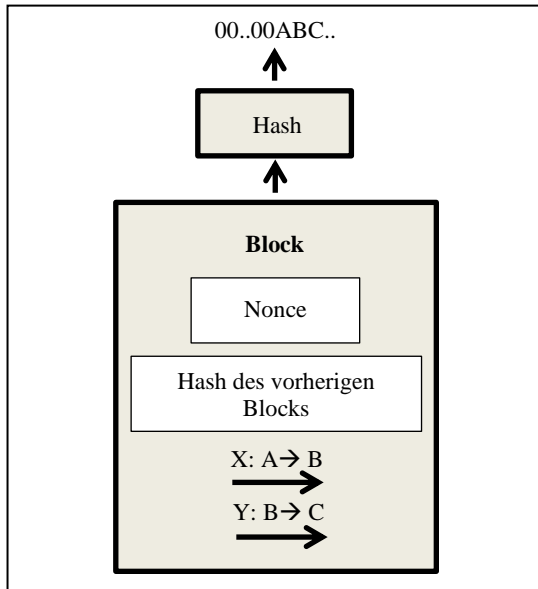 00..00ABC..
Hash
Block
Nonce
Hash des vorherigen
Blocks
X: A→ B
Y: B→ C